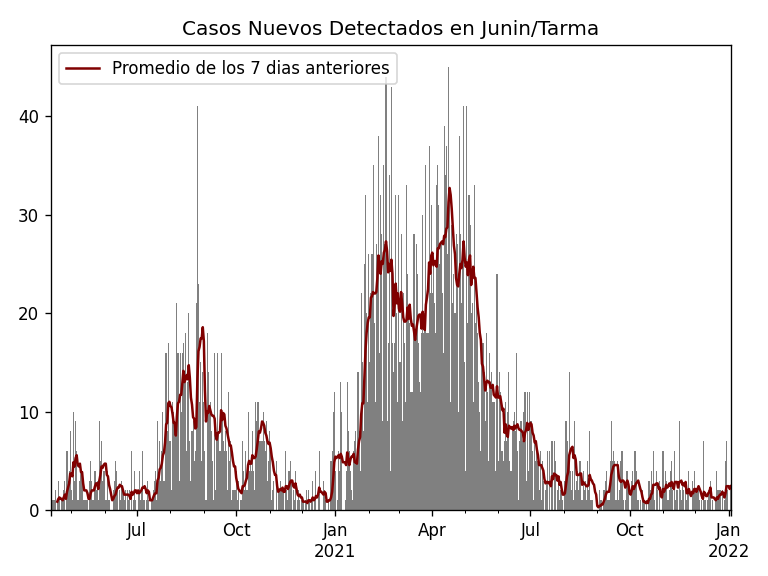 Casos Nuevos Detectados en Junin/Tarma
Promedio de los 7 dias anteriores
40
30
20
10
0
Jul Oct Jan Apr Jul Oct Jan
2021 2022